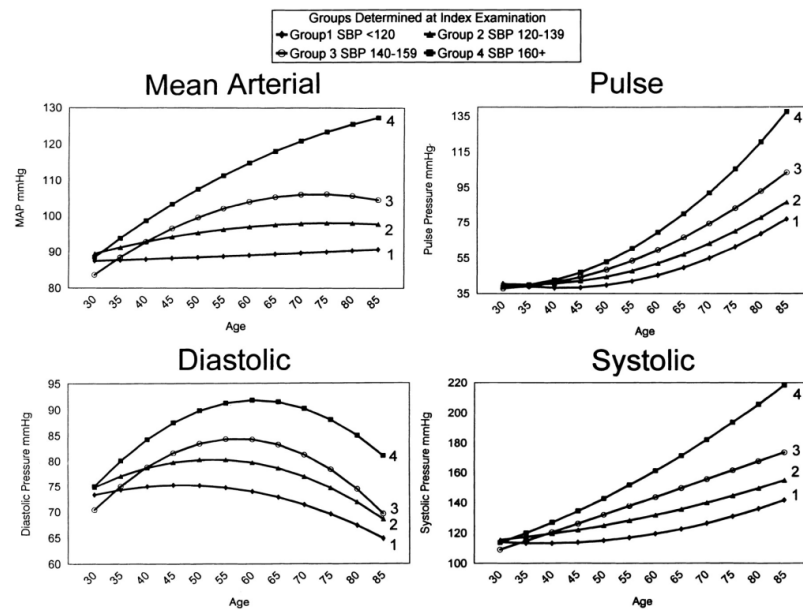 Groups Determined at Index Examination
Group1 SBP <120 Group 2 SBP 120-139
Group 3 SBP 140-159 Group 4 SBP 160+
Mean Arterial
130
120
110
100
90
80
MAP mmHg
4
3
2
1
30 35 40 45 50 55 60 65 70 75 80 85
Age
Pulse
135
115
95
75
55
35
Pulse Pressure mmHg
4
3
2
1
30 35 40 45 50 55 60 65 70 75 80 85
Age
Diastolic
95
90
85
80
75
70
65
60
Diastolic Pressure mmHg
4
3
2
1
30 35 40 45 50 55 60 65 70 75 80 85
Age
Systolic
220
200
180
160
140
120
100
Systolic Pressure mmHg
4
3
2
1
30 35 40 45 50 55 60 65 70 75 80 85
Age